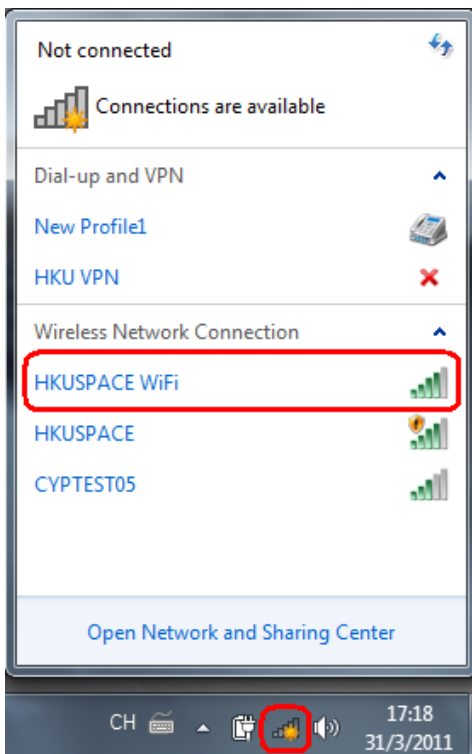 Not connected
Connections are available
Dial-up and VPN
New Profile1
HKU VPN
Wireless Network Connection
HKUSPACE WiFi
HKUSPACE
CYPTEST05
Open Network and Sharing Center
CH
17:18
31/3/2011